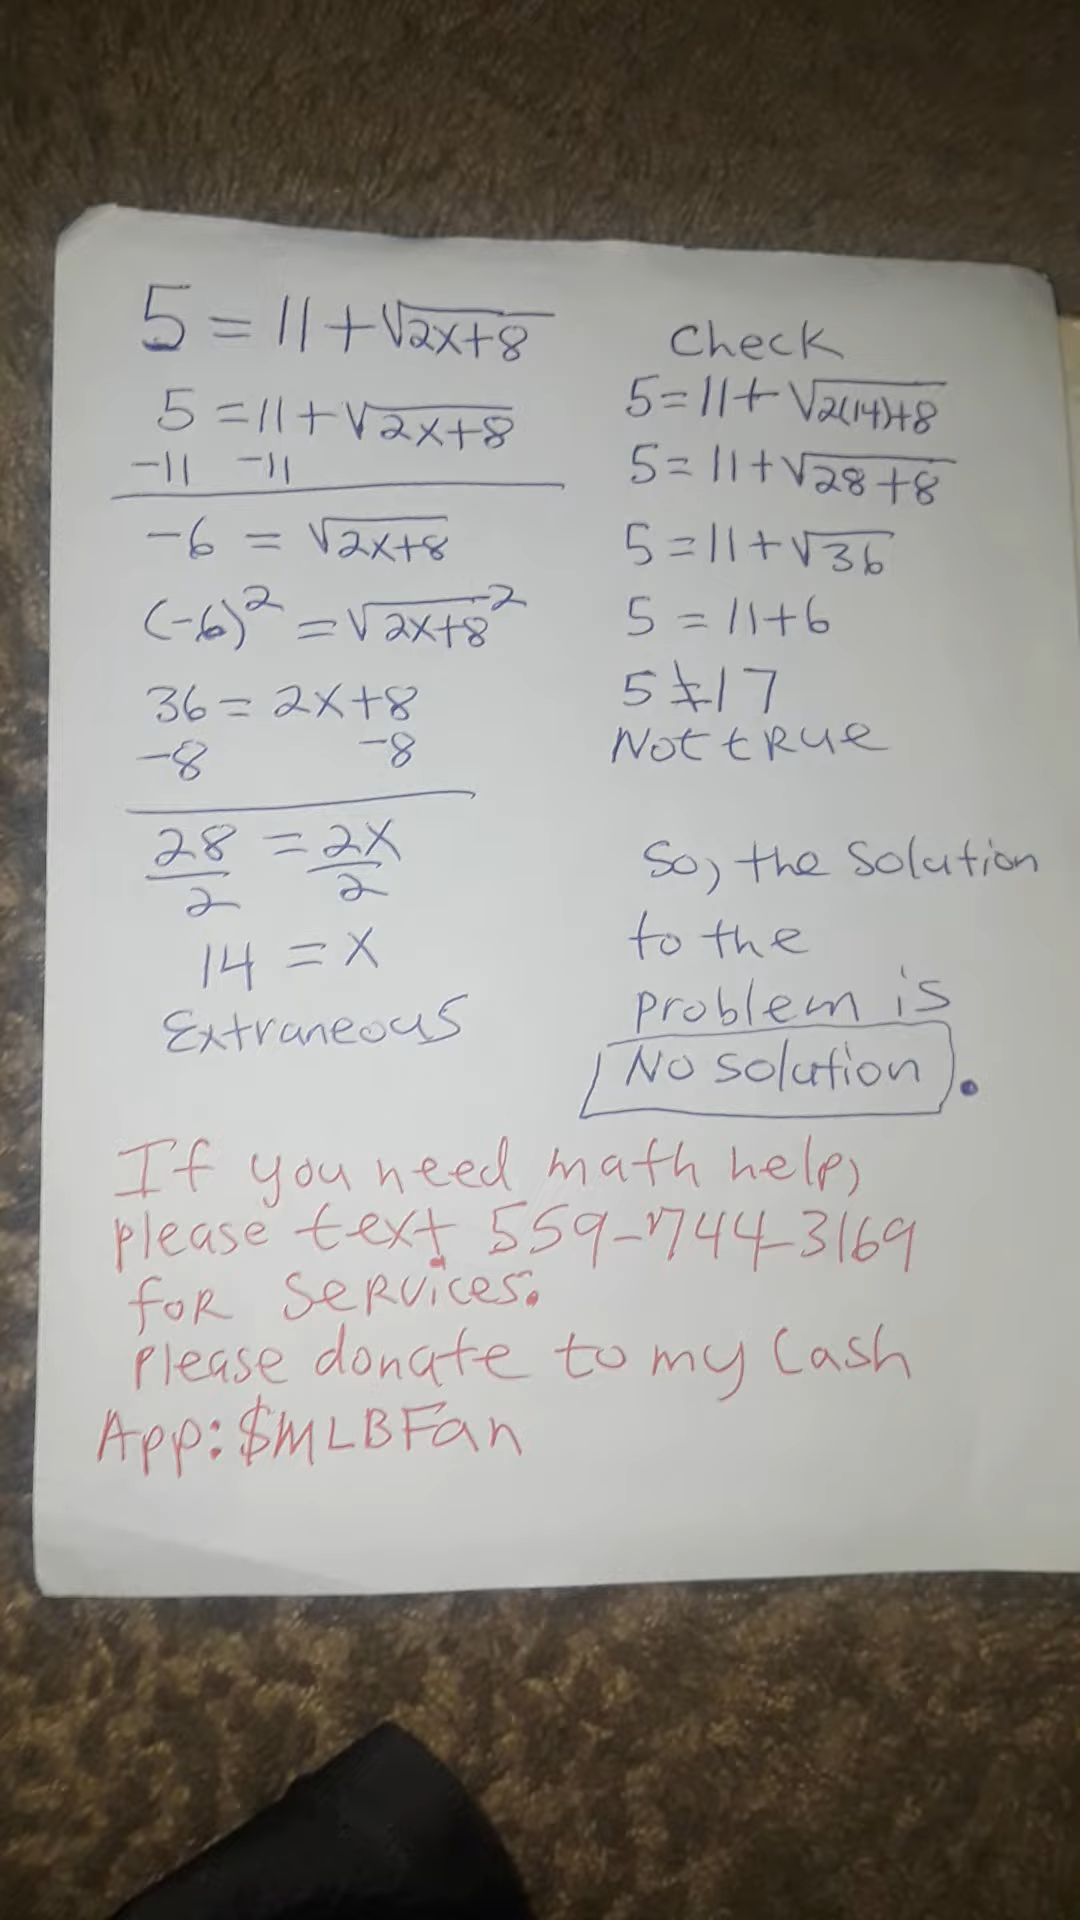 5 = 11 + √2x+8
5 = 11 + √2x+8
-11 -11
-6 = √2x+8
(-6)² = √2x+8²
36 = 2x+8
-8 -8
28 = 2x
2 2
14 = x
Extraneous
Check
5 = 11 + √2(14)+8
5 = 11 + √28+8
5 = 11 + √36
5 = 11+6
5 ≠ 17
Not true
So, the solution
to the
problem is
No solution.
If you need math help,
please text 559-744-3169
for services.
please donate to my Cash
App: $MLBFan